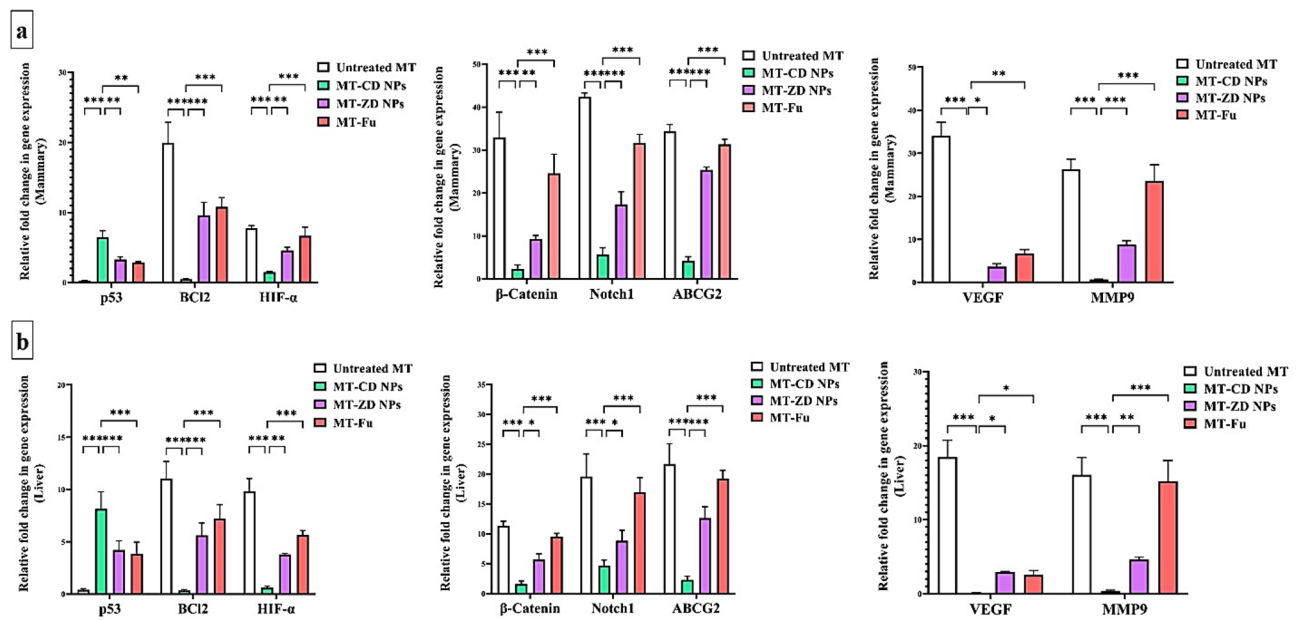 a
Relative fold change in gene expression
(Mammary)
30
20
10
0
*** ** **
*** *** ***
*** ** ***
p53 BCl2 HIF-α
Untreated MT
MT-CD NPs
MT-ZD NPs
MT-Fu
Relative fold change in gene expression
(Mammary)
50
40
30
20
10
0
*** ** ***
*** *** ***
*** *** ***
β-Catenin Notch1 ABCG2
Untreated MT
MT-CD NPs
MT-ZD NPs
MT-Fu
Relative fold change in gene expression
(Mammary)
50
40
30
20
10
0
*** * **
*** *** ***
VEGF MMP9
Untreated MT
MT-CD NPs
MT-ZD NPs
MT-Fu
b
Relative fold change in gene expression
(Liver)
20
15
10
5
0
*** *** ***
*** *** ***
*** ** ***
p53 BCl2 HIF-α
Untreated MT
MT-CD NPs
MT-ZD NPs
MT-Fu
Relative fold change in gene expression
(Liver)
35
30
25
20
15
10
5
0
*** * ***
*** * ***
*** *** ***
β-Catenin Notch1 ABCG2
Untreated MT
MT-CD NPs
MT-ZD NPs
MT-Fu
Relative fold change in gene expression
(Liver)
30
20
10
0
*** * *
*** ** ***
VEGF MMP9
Untreated MT
MT-CD NPs
MT-ZD NPs
MT-Fu